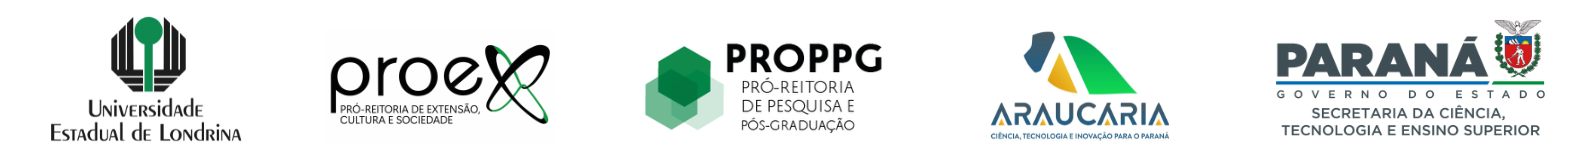 Universidade
Estadual de Londrina
proex
PRÓ-REITORIA DE EXTENSÃO,
CULTURA E SOCIEDADE
PROPPG
PRÓ-REITORIA
DE PESQUISA E
PÓS-GRADUAÇÃO
ARAUCÁRIA
CIÊNCIA, TECNOLOGIA E INOVAÇÃO PARA O PARANÁ
PARANÁ
GOVERNO DO ESTADO
SECRETARIA DA CIÊNCIA,
TECNOLOGIA E ENSINO SUPERIOR